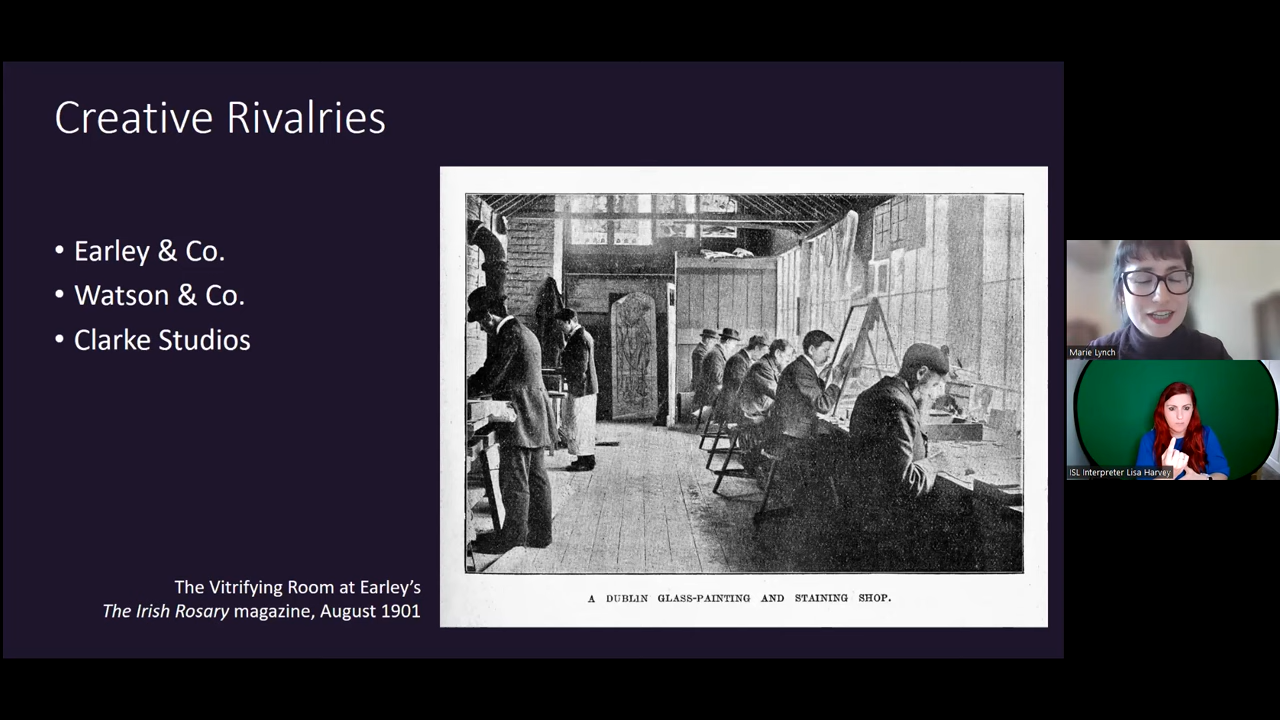 Creative Rivalries
• Earley & Co.
• Watson & Co.
• Clarke Studios
The Vitrifying Room at Earley's
The Irish Rosary magazine, August 1901
A DUBLIN GLASS-PAINTING AND STAINING SHOP.
Marie Lynch
ISL Interpreter Lisa Harvey